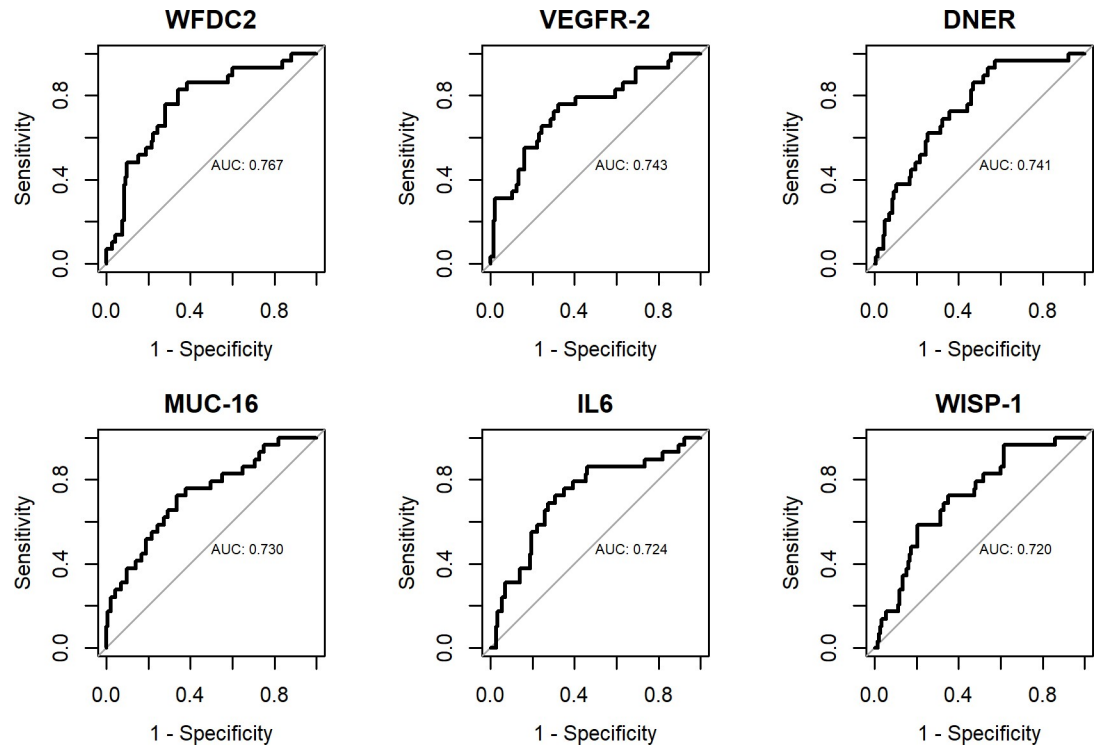 WFDC2
Sensitivity
0.0 0.4 0.8
AUC: 0.767
0.0 0.4 0.8
1 - Specificity
VEGFR-2
Sensitivity
0.0 0.4 0.8
AUC: 0.743
0.0 0.4 0.8
1 - Specificity
DNER
Sensitivity
0.0 0.4 0.8
AUC: 0.741
0.0 0.4 0.8
1 - Specificity
MUC-16
Sensitivity
0.0 0.4 0.8
AUC: 0.730
0.0 0.4 0.8
1 - Specificity
IL6
Sensitivity
0.0 0.4 0.8
AUC: 0.724
0.0 0.4 0.8
1 - Specificity
WISP-1
Sensitivity
0.0 0.4 0.8
AUC: 0.720
0.0 0.4 0.8
1 - Specificity